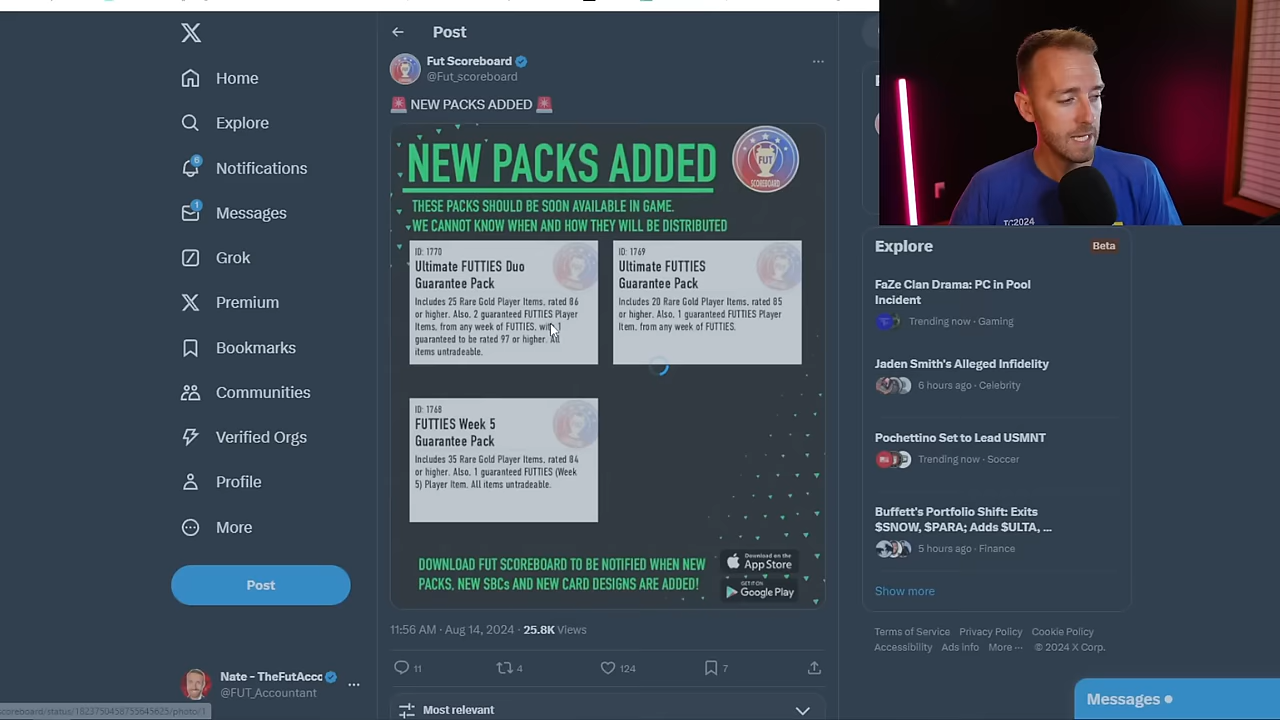 Home
Explore
6
Notifications
1
Messages
Grok
Premium
Bookmarks
Communities
Verified Orgs
Profile
More
Post
Nate - TheFutAcc
@FUT_Accountant
Post
Fut Scoreboard
@Fut_scoreboard
🚨 NEW PACKS ADDED 🚨
NEW PACKS ADDED
FUT
SCOREBOARD
THESE PACKS SHOULD BE SOON AVAILABLE IN GAME.
WE CANNOT KNOW WHEN AND HOW THEY WILL BE DISTRIBUTED
ID: 1770
Ultimate FUTTIES Duo
Guarantee Pack
Includes 25 Rare Gold Player Items, rated 86
or higher. Also, 2 guaranteed FUTTIES Player
Items, from any week of FUTTIES, with 1
guaranteed to be rated 97 or higher. All
items untradeable.
ID: 1769
Ultimate FUTTIES
Guarantee Pack
Includes 20 Rare Gold Player Items, rated 85
or higher. Also, 1 guaranteed FUTTIES Player
Item, from any week of FUTTIES.
ID: 1768
FUTTIES Week 5
Guarantee Pack
Includes 35 Rare Gold Player Items, rated 84
or higher. Also, 1 guaranteed FUTTIES (Week
5) Player Item. All items untradeable.
DOWNLOAD FUT SCOREBOARD TO BE NOTIFIED WHEN NEW
PACKS, NEW SBCs AND NEW CARD DESIGNS ARE ADDED!
Download on the
App Store
GET IT ON
Google Play
11:56 AM · Aug 14, 2024 · 25.8K Views
11
4
124
7
Most relevant
Explore
Beta
FaZe Clan Drama: PC in Pool
Incident
Trending now · Gaming
Jaden Smith's Alleged Infidelity
6 hours ago · Celebrity
Pochettino Set to Lead USMNT
Trending now · Soccer
Buffett's Portfolio Shift: Exits
$SNOW, $PARA; Adds $ULTA, ...
5 hours ago · Finance
Show more
Terms of Service Privacy Policy Cookie Policy
Accessibility Ads info More ··· © 2024 X Corp.
Messages